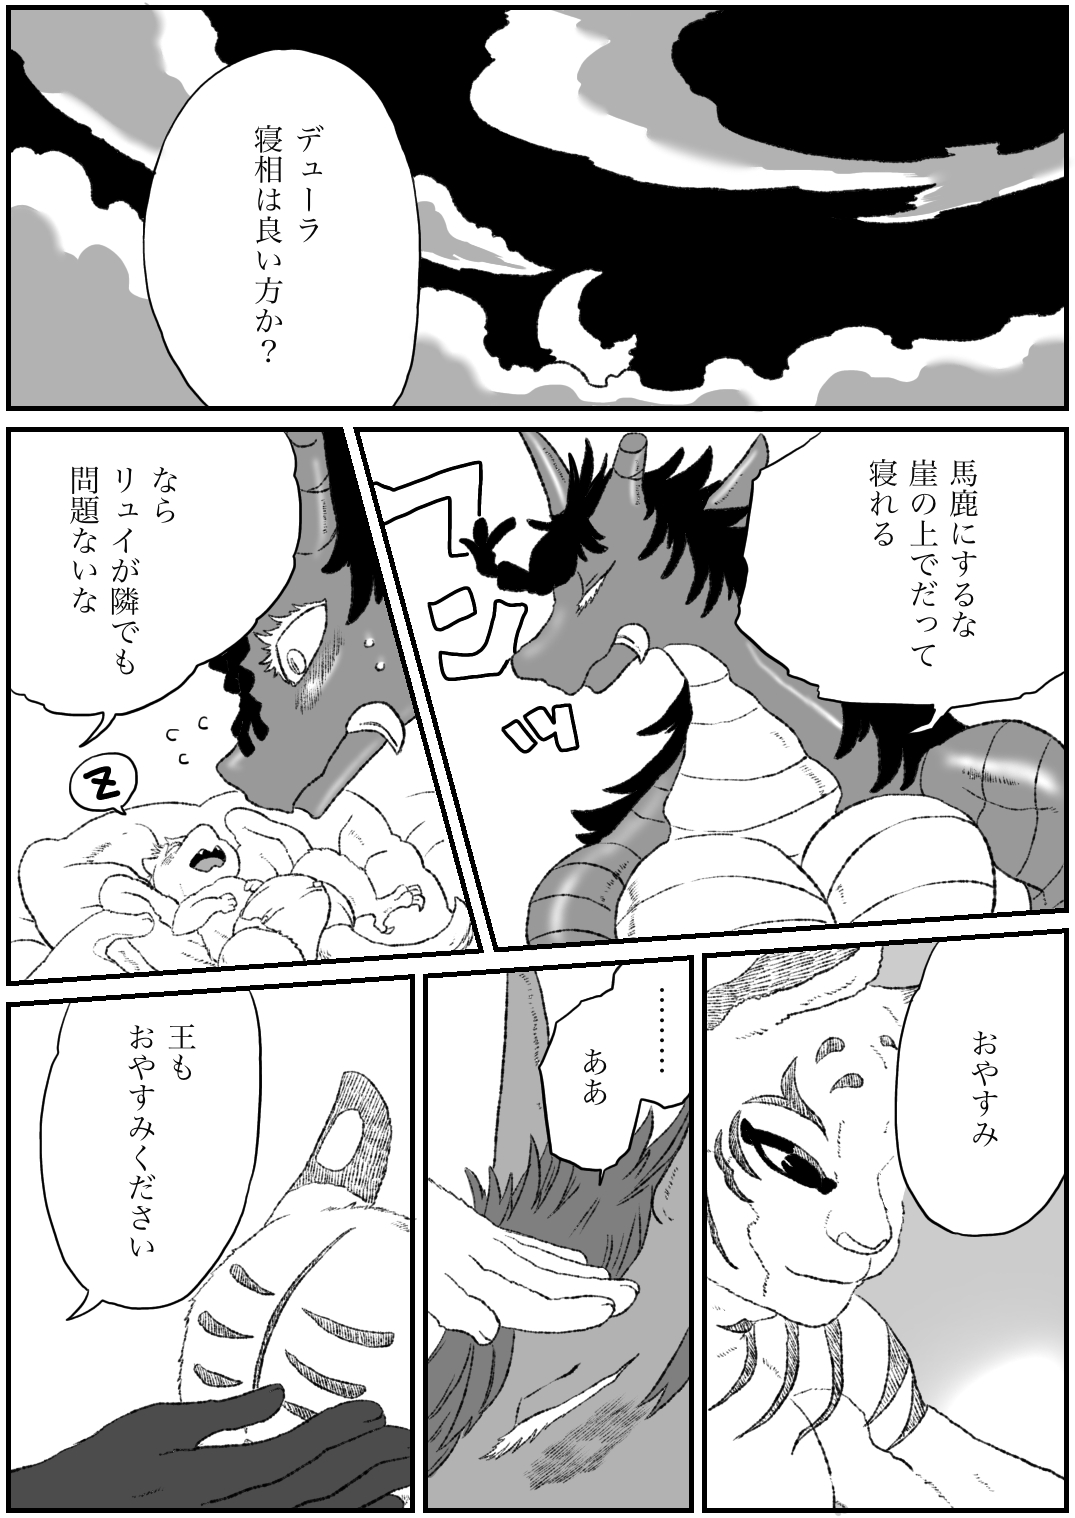 デューラ
寝相は良い方か?
馬鹿にするな
崖の上でだって
寝れる
フンッ
なら
リュイが隣でも
問題ないな
z
おやすみ
…………
ああ
王も
おやすみください